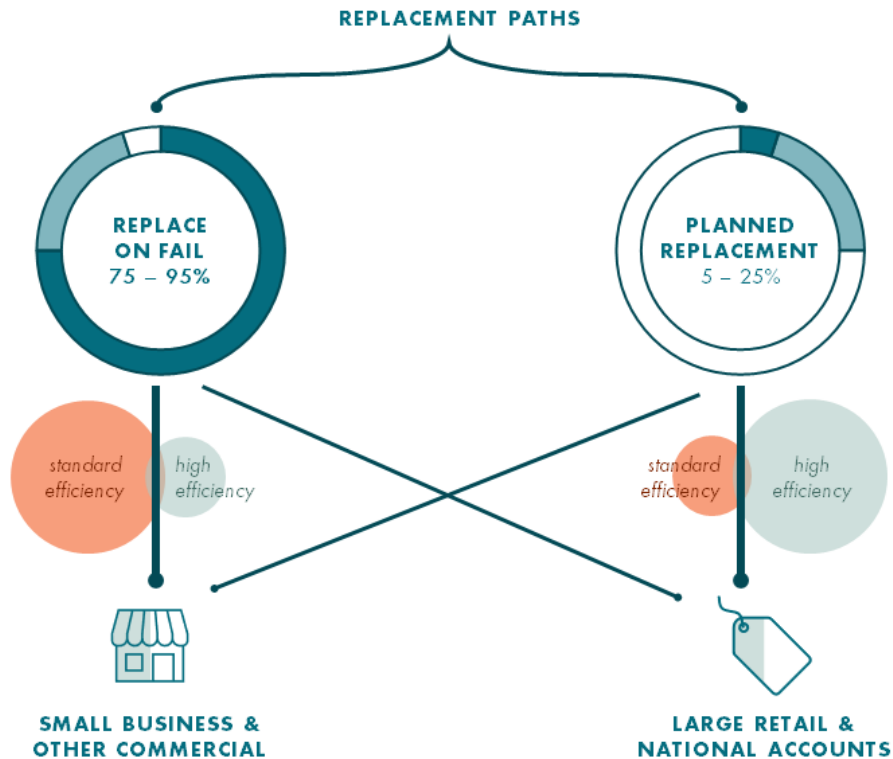 REPLACEMENT PATHS
REPLACE
ON FAIL
75 – 95%
PLANNED
REPLACEMENT
5 – 25%
standard
efficiency
high
efficiency
standard
efficiency
high
efficiency
SMALL BUSINESS &
OTHER COMMERCIAL
LARGE RETAIL &
NATIONAL ACCOUNTS